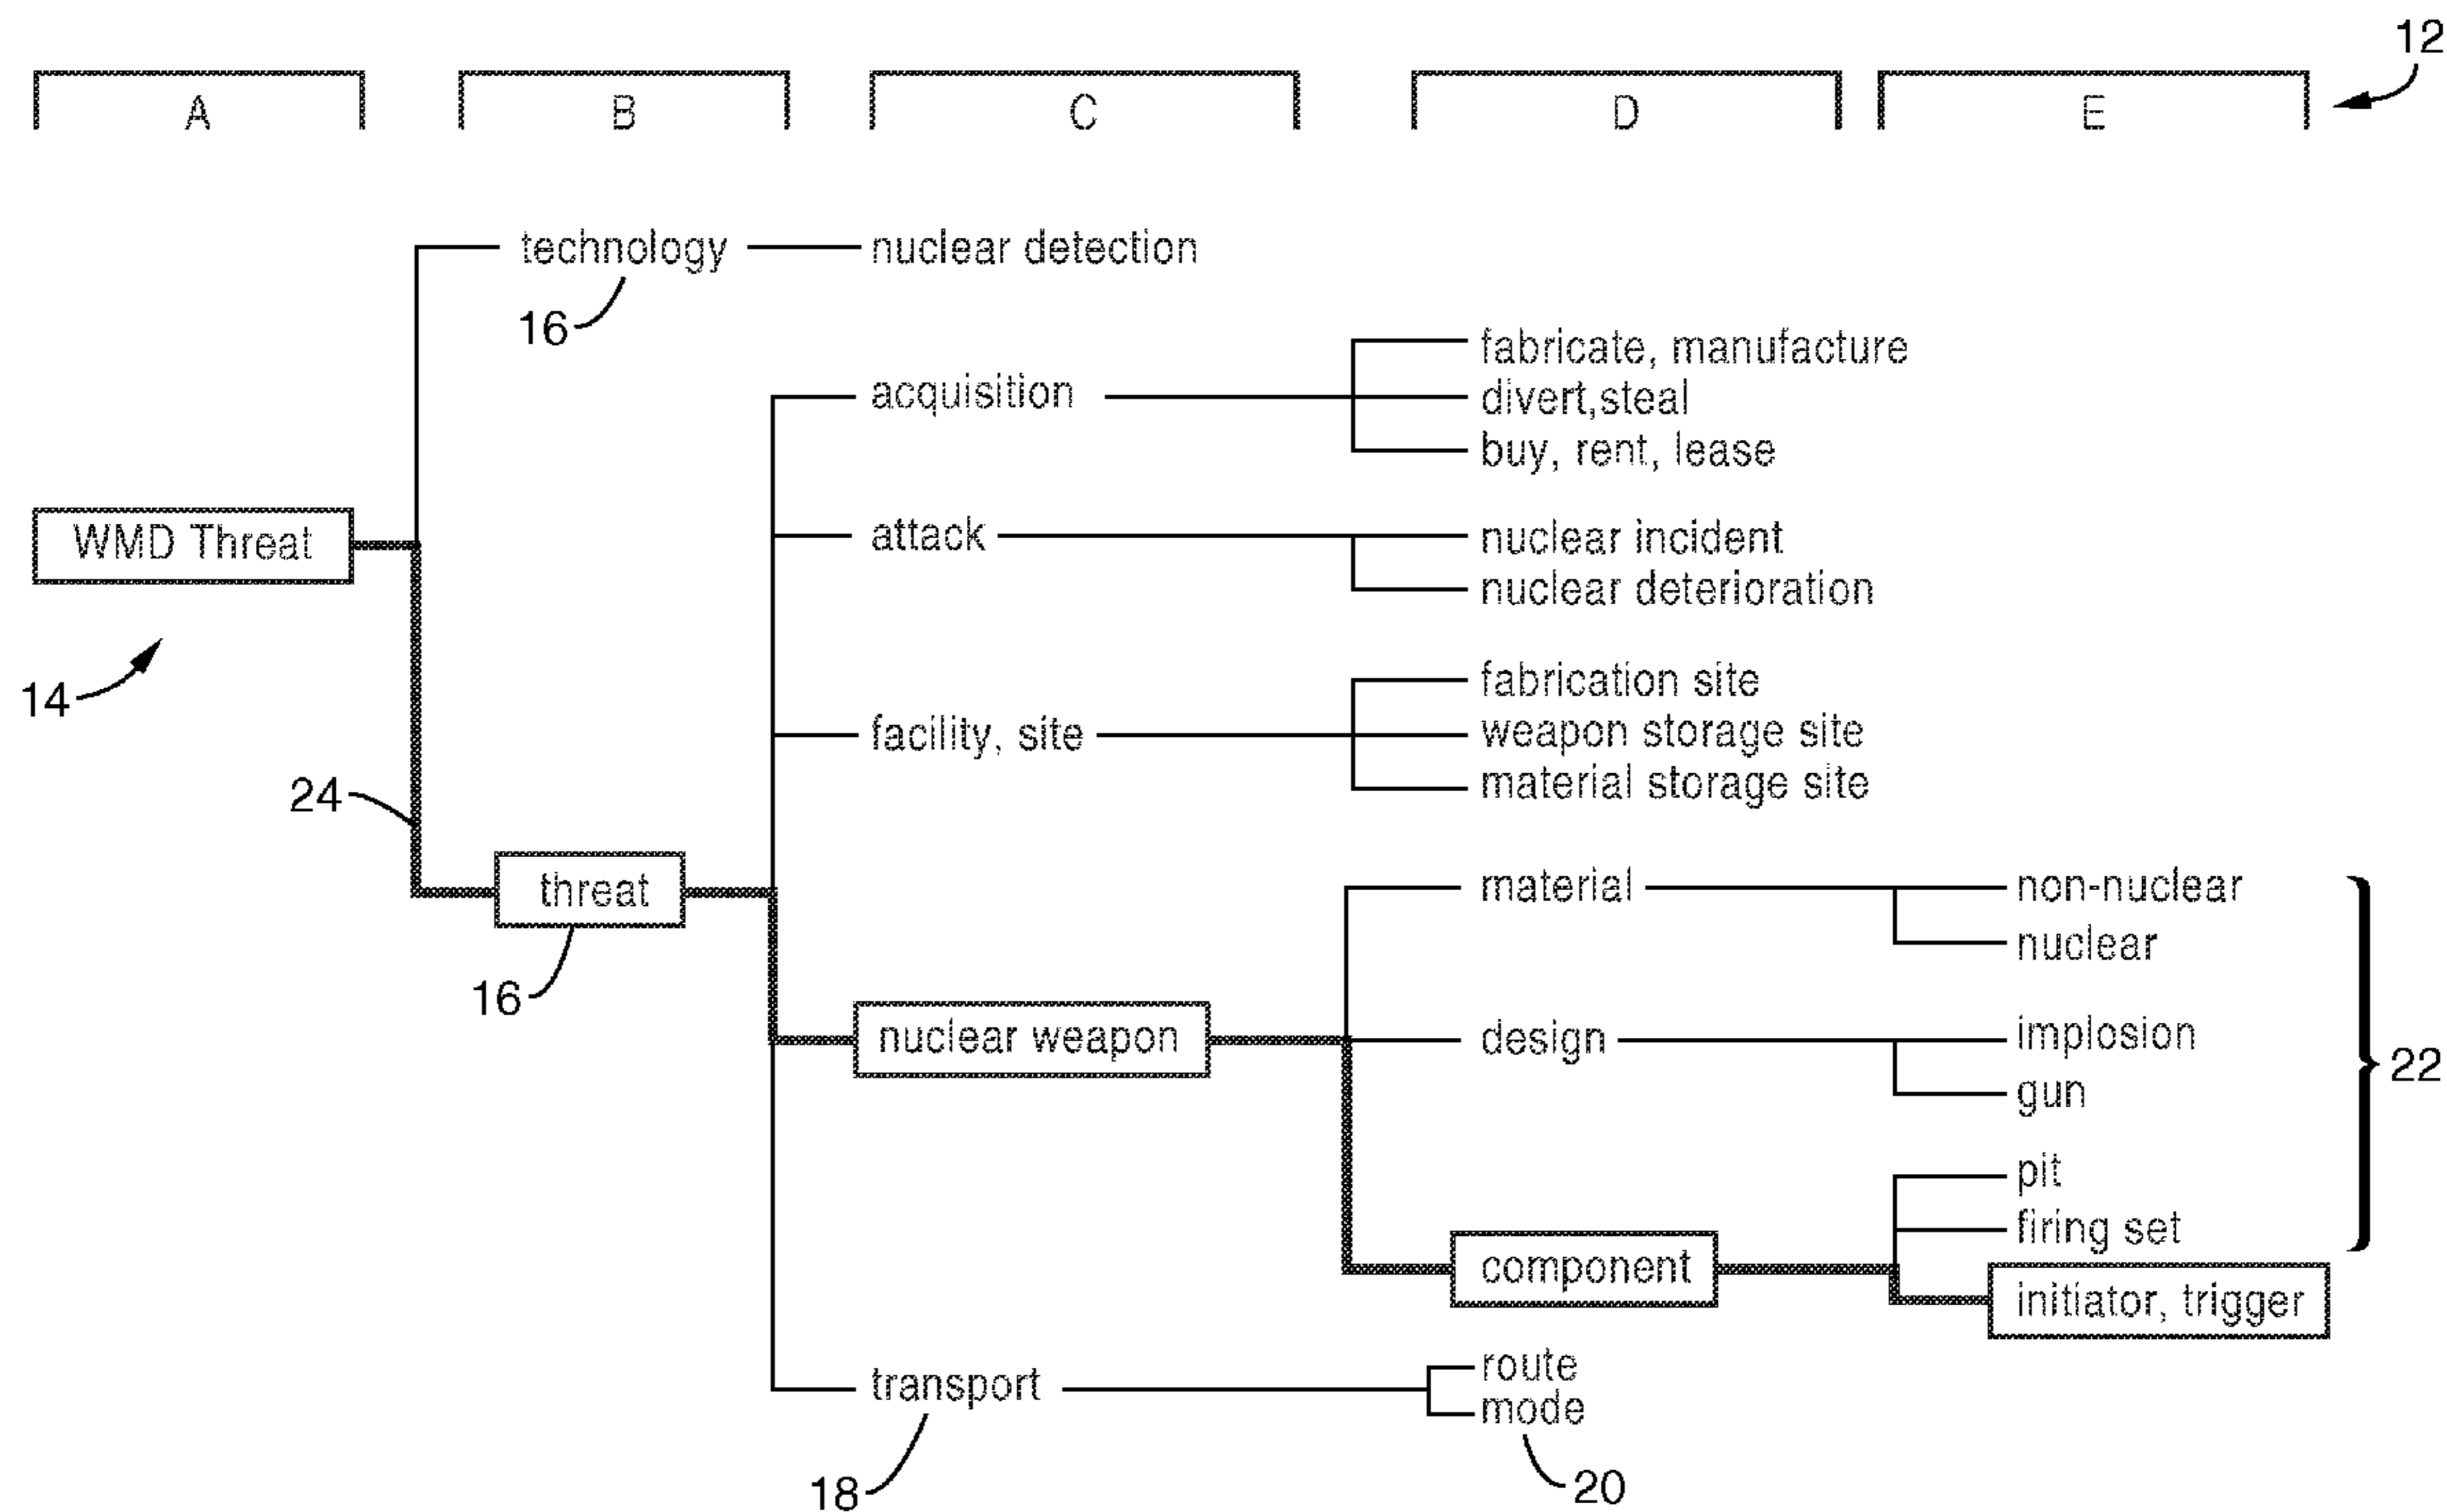 12
A B C D E
technology nuclear detection
16
fabricate, manufacture
acquisition divert,steal
buy, rent, lease
WMD Threat attack nuclear incident
nuclear deterioration
14
fabrication site
facility, site weapon storage site
material storage site
24
threat material non-nuclear
nuclear
16
nuclear weapon design implosion
22
gun
pit
firing set
component
initiator, trigger
route
transport
mode
18 20